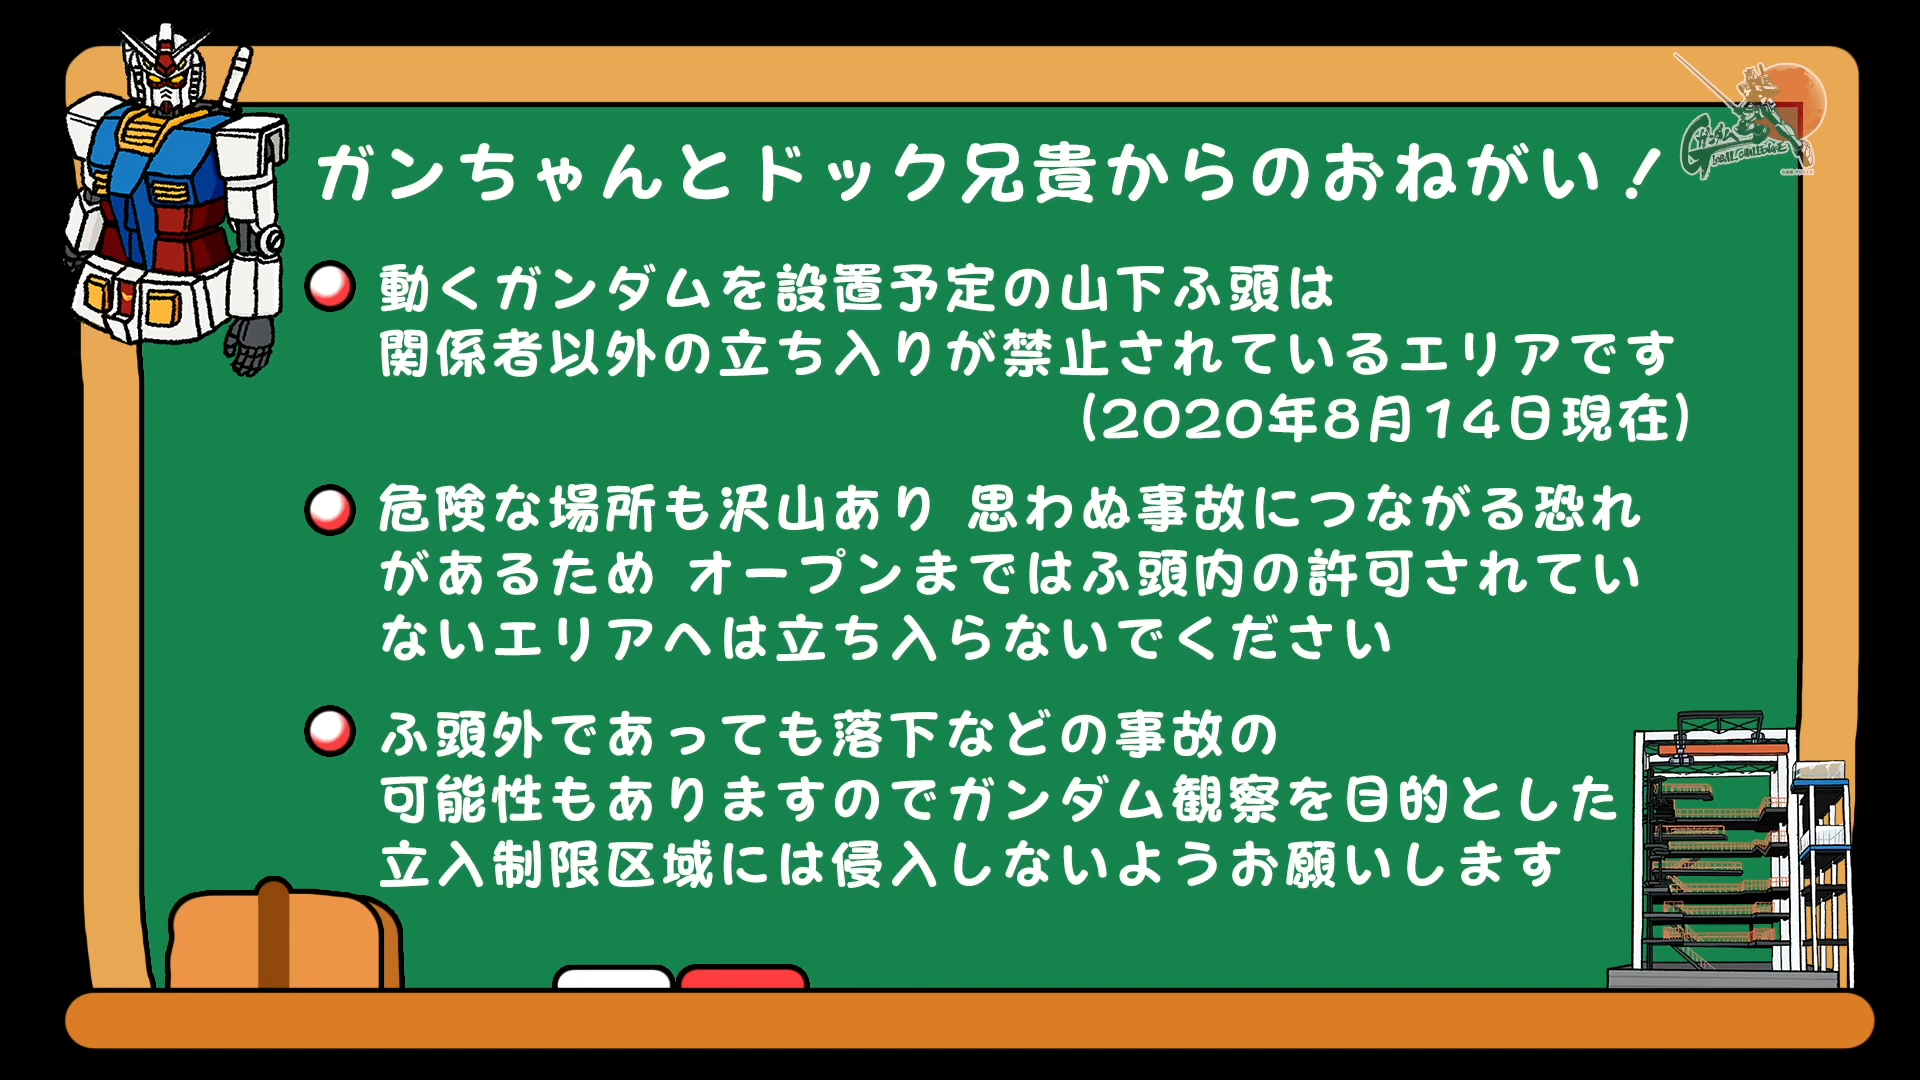 ガンちゃんとドック兄貴からのおねがい！
動くガンダムを設置予定の山下ふ頭は
関係者以外の立ち入りが禁止されているエリアです
(2020年8月14日現在)
危険な場所も沢山あり 思わぬ事故につながる恐れ
があるため オープンまではふ頭内の許可されてい
ないエリアへは立ち入らないでください
ふ頭外であっても落下などの事故の
可能性もありますのでガンダム観察を目的とした
立入制限区域には侵入しないようお願いします
ガンダム
GLOBAL CHALLENGE